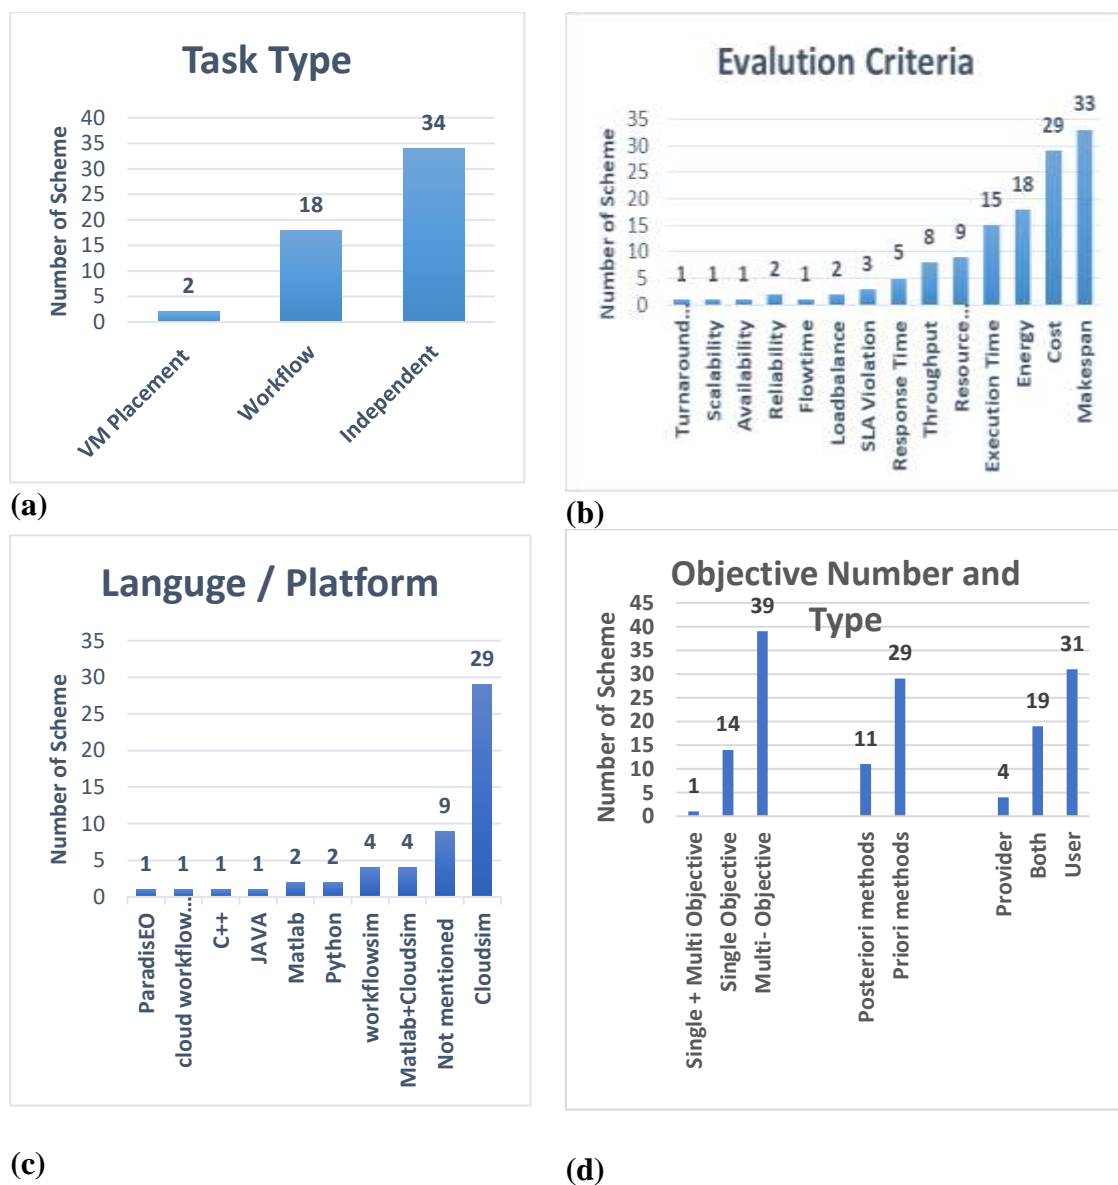 Task Type
Number of Scheme
40
35
30
25
20
15
10
5
0
2
18
34
VM Placement
Workflow
Independent
(a)
Evalution Criteria
Number of Scheme
35
30
25
20
15
10
5
0
1
1
1
2
1
2
3
5
8
9
15
18
29
33
Turnaround...
Scalability
Availability
Reliability
Flowtime
Loadbalance
SLA Violation
Response Time
Throughput
Resource...
Execution Time
Energy
Cost
Makespan
(b)
Languge / Platform
Number of Scheme
35
30
25
20
15
10
5
0
1
1
1
1
2
2
4
4
9
29
ParadisEO
cloud workflow...
C++
JAVA
Matlab
Python
workflowsim
Matlab+Cloudsim
Not mentioned
Cloudsim
(c)
Objective Number and
Type
Number of Scheme
45
40
35
30
25
20
15
10
5
0
1
14
39
11
29
4
19
31
Single + Multi Objective
Single Objective
Multi- Objective
Posteriori methods
Priori methods
Provider
Both
User
(d)